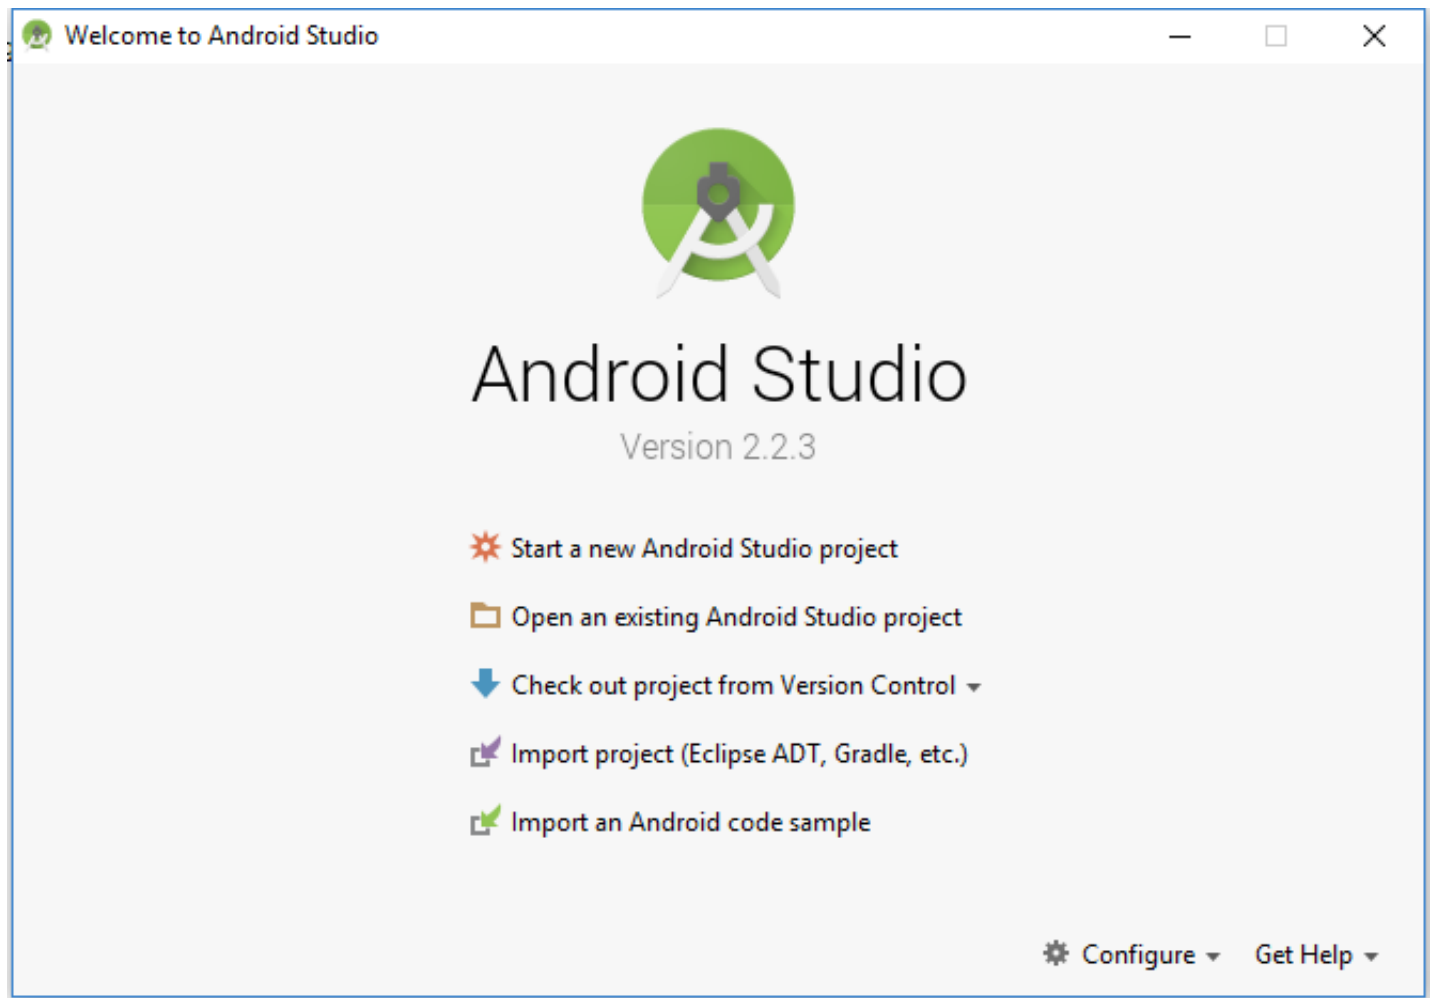 Welcome to Android Studio
Android Studio
Version 2.2.3
Start a new Android Studio project
Open an existing Android Studio project
Check out project from Version Control
Import project (Eclipse ADT, Gradle, etc.)
Import an Android code sample
Configure Get Help